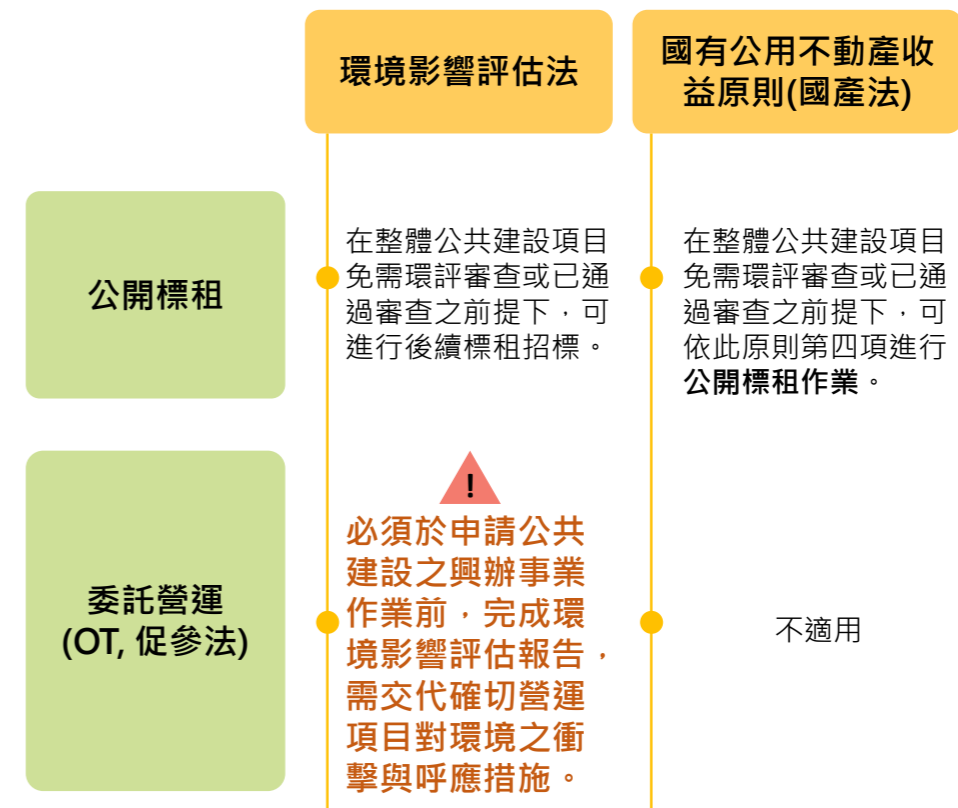 環境影響評估法
國有公用不動產收
益原則(國產法)
公開標租
在整體公共建設項目
免需環評審查或已通
過審查之前提下，可
進行後續標租招標。
在整體公共建設項目
免需環評審查或已通
過審查之前提下，可
依此原則第四項進行
公開標租作業。
委託營運
(OT, 促參法)
!
必須於申請公共
建設之興辦事業
作業前，完成環
境影響評估報告，
需交代確切營運
項目對環境之衝
擊與呼應措施。
不適用